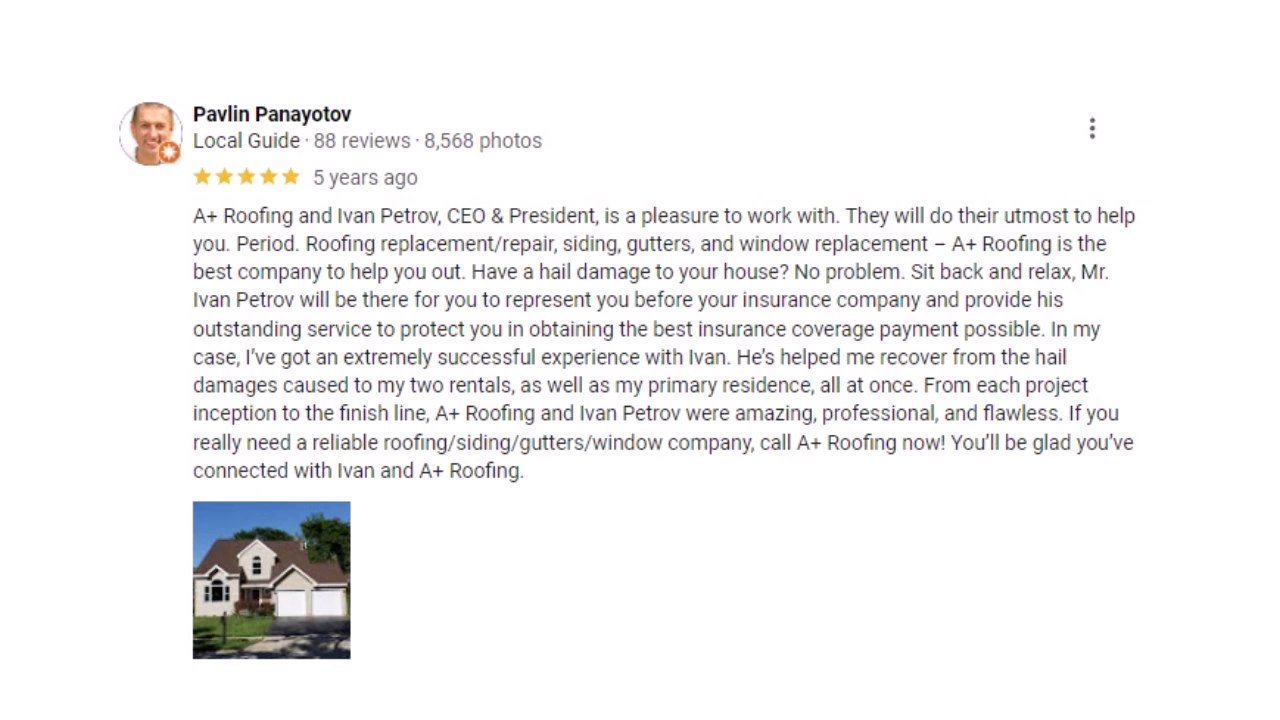 Pavlin Panayotov
Local Guide · 88 reviews · 8,568 photos
5 years ago
A+ Roofing and Ivan Petrov, CEO & President, is a pleasure to work with. They will do their utmost to help
you. Period. Roofing replacement/repair, siding, gutters, and window replacement – A+ Roofing is the
best company to help you out. Have a hail damage to your house? No problem. Sit back and relax, Mr.
Ivan Petrov will be there for you to represent you before your insurance company and provide his
outstanding service to protect you in obtaining the best insurance coverage payment possible. In my
case, I’ve got an extremely successful experience with Ivan. He’s helped me recover from the hail
damages caused to my two rentals, as well as my primary residence, all at once. From each project
inception to the finish line, A+ Roofing and Ivan Petrov were amazing, professional, and flawless. If you
really need a reliable roofing/siding/gutters/window company, call A+ Roofing now! You’ll be glad you’ve
connected with Ivan and A+ Roofing.